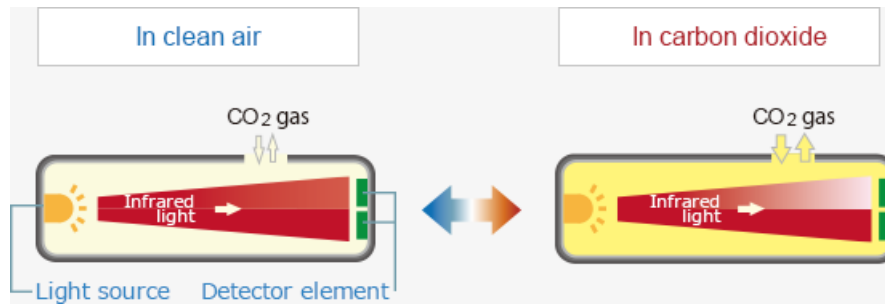 In clean air
In carbon dioxide
CO2 gas
CO2 gas
Infrared
light
Infrared
light
Light source
Detector element